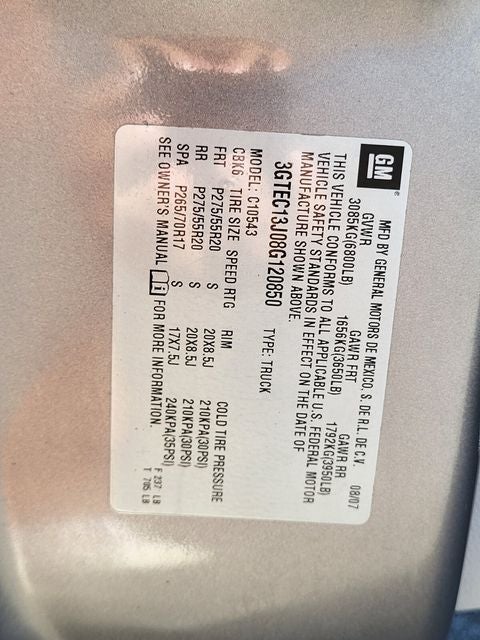 GM ®
MFD BY GENERAL MOTORS DE MEXICO, S. DE R.L. DE C.V. 08/07
GVWR GAWR FRT GAWR RR
3085KG(6800LB) 1656KG(3650LB) 1792KG(3950LB)
THIS VEHICLE CONFORMS TO ALL APPLICABLE U.S. FEDERAL MOTOR
VEHICLE SAFETY STANDARDS IN EFFECT ON THE DATE OF
MANUFACTURE SHOWN ABOVE.
3GTEC13J08G120850 TYPE: TRUCK
MODEL: C10543
CBK6 TIRE SIZE SPEED RTG RIM COLD TIRE PRESSURE
FRT P275/55R20 S 20X8.5J 210KPA(30PSI)
RR P275/55R20 S 20X8.5J 210KPA(30PSI)
SPA P265/70R17 S 17X7.5J 240KPA(35PSI)
SEE OWNER'S MANUAL i FOR MORE INFORMATION. F 237 LB
T 705 LB